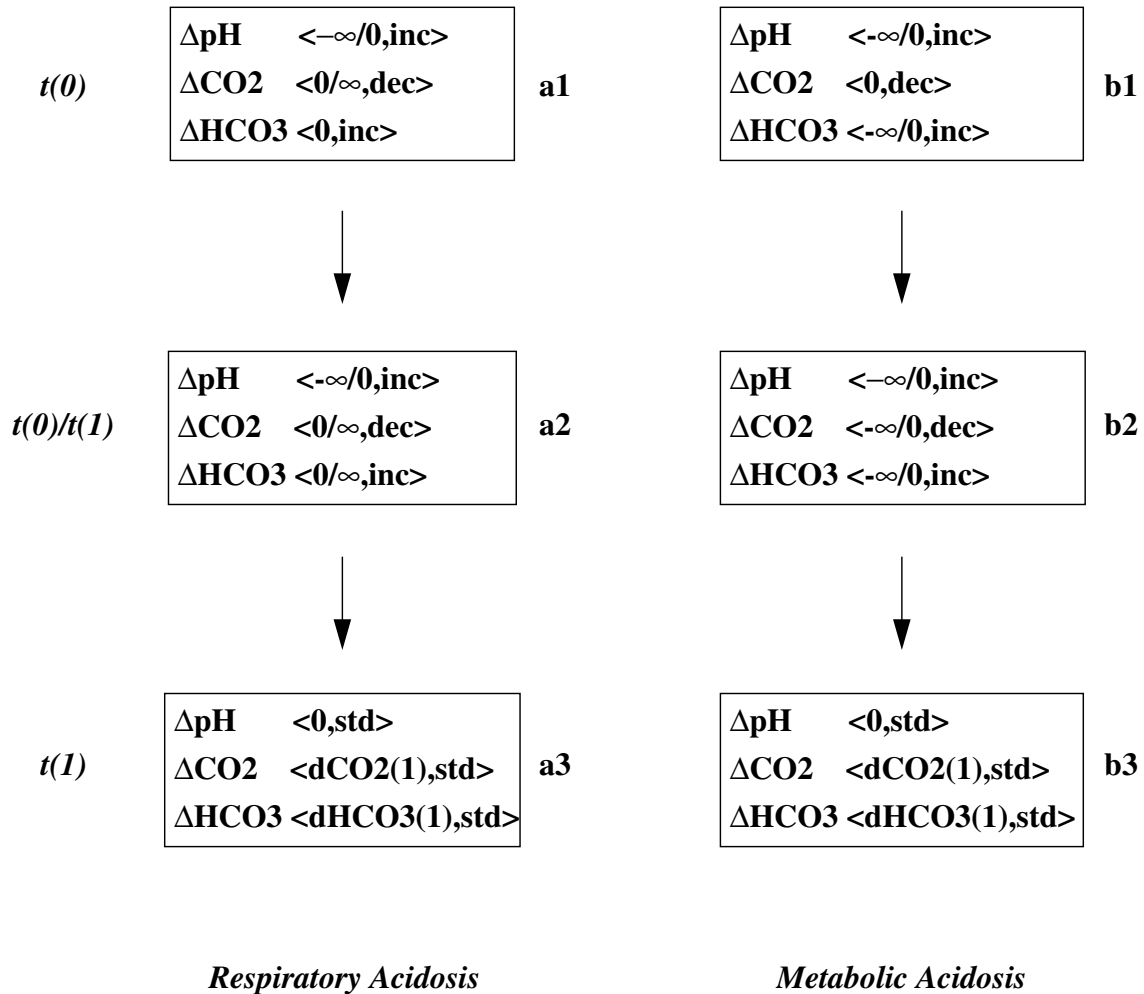 ΔpH <−∞/0,inc>
ΔCO2 <0/∞,dec>
ΔHCO3 <0,inc>
t(0)
a1
ΔpH <-∞/0,inc>
ΔCO2 <0,dec>
ΔHCO3 <-∞/0,inc>
b1
ΔpH <-∞/0,inc>
ΔCO2 <0/∞,dec>
ΔHCO3 <0/∞,inc>
t(0)/t(1)
a2
ΔpH <−∞/0,inc>
ΔCO2 <-∞/0,dec>
ΔHCO3 <-∞/0,inc>
b2
ΔpH <0,std>
ΔCO2 <dCO2(1),std>
ΔHCO3 <dHCO3(1),std>
t(1)
a3
ΔpH <0,std>
ΔCO2 <dCO2(1),std>
ΔHCO3 <dHCO3(1),std>
b3
Respiratory Acidosis
Metabolic Acidosis